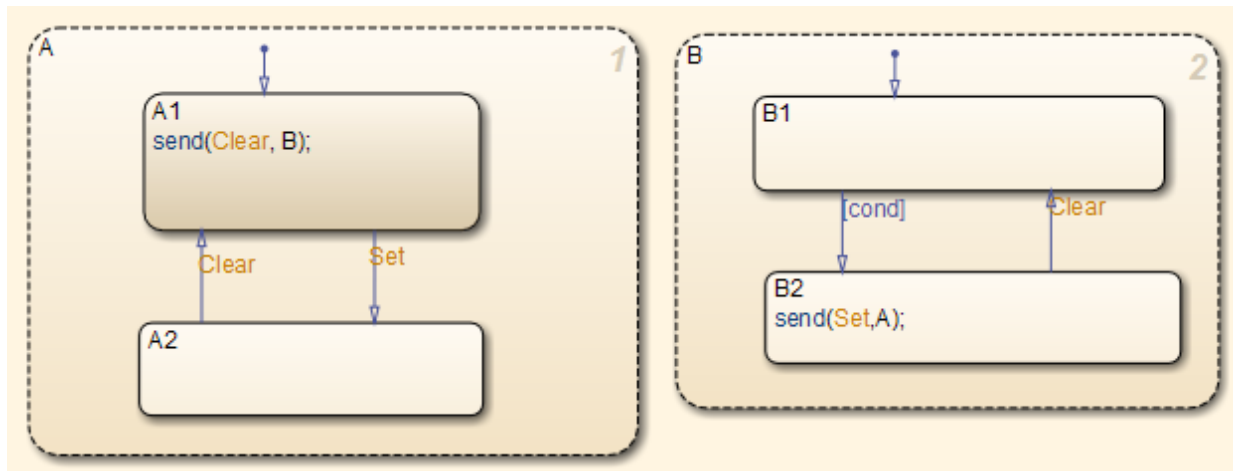 A
1
A1
send(Clear, B);
Clear
Set
A2
B
2
B1
[cond]
Clear
B2
send(Set,A);